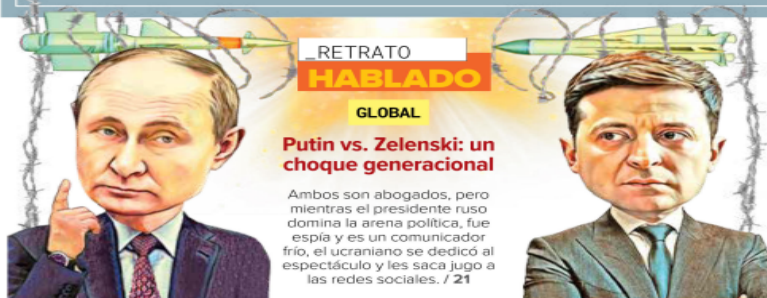 _RETRATO
HABLADO
GLOBAL
Putin vs. Zelenski: un
choque generacional
Ambos son abogados, pero
mientras el presidente ruso
domina la arena política, fue
espía y es un comunicador
frío, el ucraniano se dedicó al
espectáculo y les saca jugo a
las redes sociales. / 21